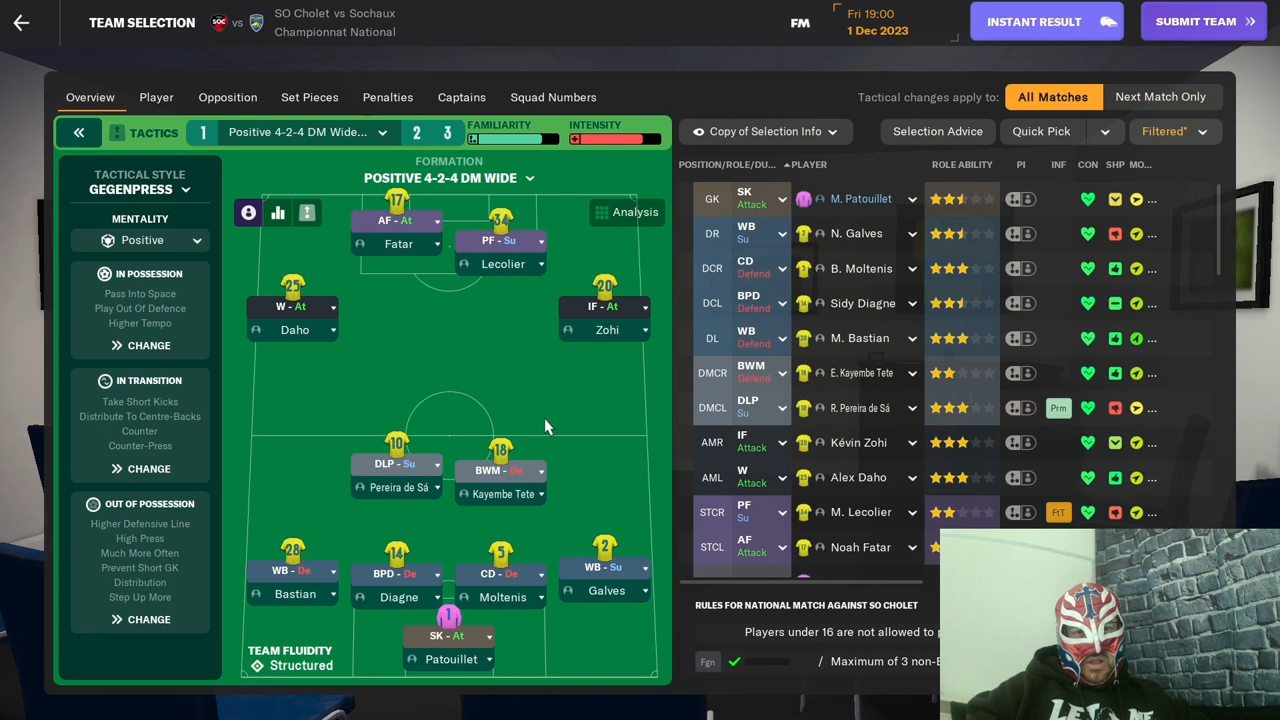 TEAM SELECTION
SOC vs
SO Cholet vs Sochaux
Championnat National
FM
Fri 19:00
1 Dec 2023
INSTANT RESULT
SUBMIT TEAM
Overview Player Opposition Set Pieces Penalties Captains Squad Numbers
Tactical changes apply to: All Matches Next Match Only
TACTICS 1 Positive 4-2-4 DM Wide... 2 3
FAMILIARITY
INTENSITY
Copy of Selection Info
Selection Advice
Quick Pick
Filtered*
TACTICAL STYLE
GEGENPRESS
MENTALITY
Positive
IN POSSESSION
Pass Into Space
Play Out Of Defence
Higher Tempo
CHANGE
IN TRANSITION
Take Short Kicks
Distribute To Centre-Backs
Counter
Counter-Press
CHANGE
OUT OF POSSESSION
Higher Defensive Line
High Press
Much More Often
Prevent Short GK
Distribution
Step Up More
CHANGE
FORMATION
POSITIVE 4-2-4 DM WIDE
Analysis
17
AF - At
Fatar
34
PF - Su
Lecolier
25
W - At
Daho
20
IF - At
Zohi
10
DLP - Su
Pereira de Sá
18
BWM - De
Kayembe Tete
28
WB - De
Bastian
14
BPD - De
Diagne
5
CD - De
Moltenis
2
WB - Su
Galves
1
SK - At
Patouillet
TEAM FLUIDITY
Structured
POSITION/ROLE/DU... PLAYER ROLE ABILITY PI INF CON SHP MO...
GK SK Attack M. Patouillet ...
DR WB Su N. Galves ...
DCR CD Defend B. Moltenis ...
DCL BPD Defend Sidy Diagne ...
DL WB Defend M. Bastian ...
DMCR BWM Defend E. Kayembe Tete ...
DMCL DLP Su R. Pereira de Sá Prm ...
AMR IF Attack Kévin Zohi ...
AML W Attack Alex Daho ...
STCR PF Su M. Lecolier FtT ...
STCL AF Attack Noah Fatar
RULES FOR NATIONAL MATCH AGAINST SO CHOLET
Players under 16 are not allowed to
Fgn / Maximum of 3 non-E